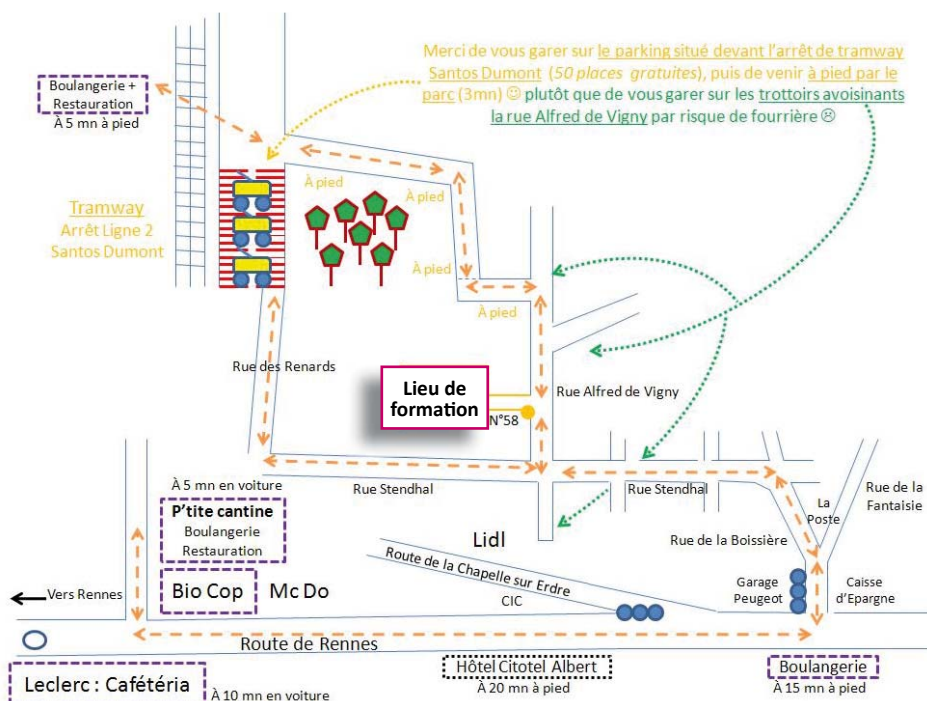 Merci de vous garer sur le parking situé devant l'arrêt de tramway
Santos Dumont (50 places gratuites), puis de venir à pied par le
parc (3mn) ☺ plutôt que de vous garer sur les trottoirs avoisinants
la rue Alfred de Vigny par risque de fourrière ☹
Boulangerie +
Restauration
À 5 mn à pied
À pied
À pied
Tramway
Arrêt Ligne 2
Santos Dumont
À pied
À pied
Rue des Renards
Lieu de
formation
Rue Alfred de Vigny
N°58
À 5 mn en voiture
Rue Stendhal
Rue Stendhal
P'tite cantine
Boulangerie
Restauration
La
Poste
Rue de la
Fantaisie
Lidl
Rue de la Boissière
Route de la Chapelle sur Erdre
Bio Cop
Mc Do
CIC
Garage
Peugeot
Caisse
d'Epargne
Vers Rennes
Route de Rennes
Leclerc : Cafétéria
À 10 mn en voiture
Hôtel Citotel Albert
À 20 mn à pied
Boulangerie
À 15 mn à pied